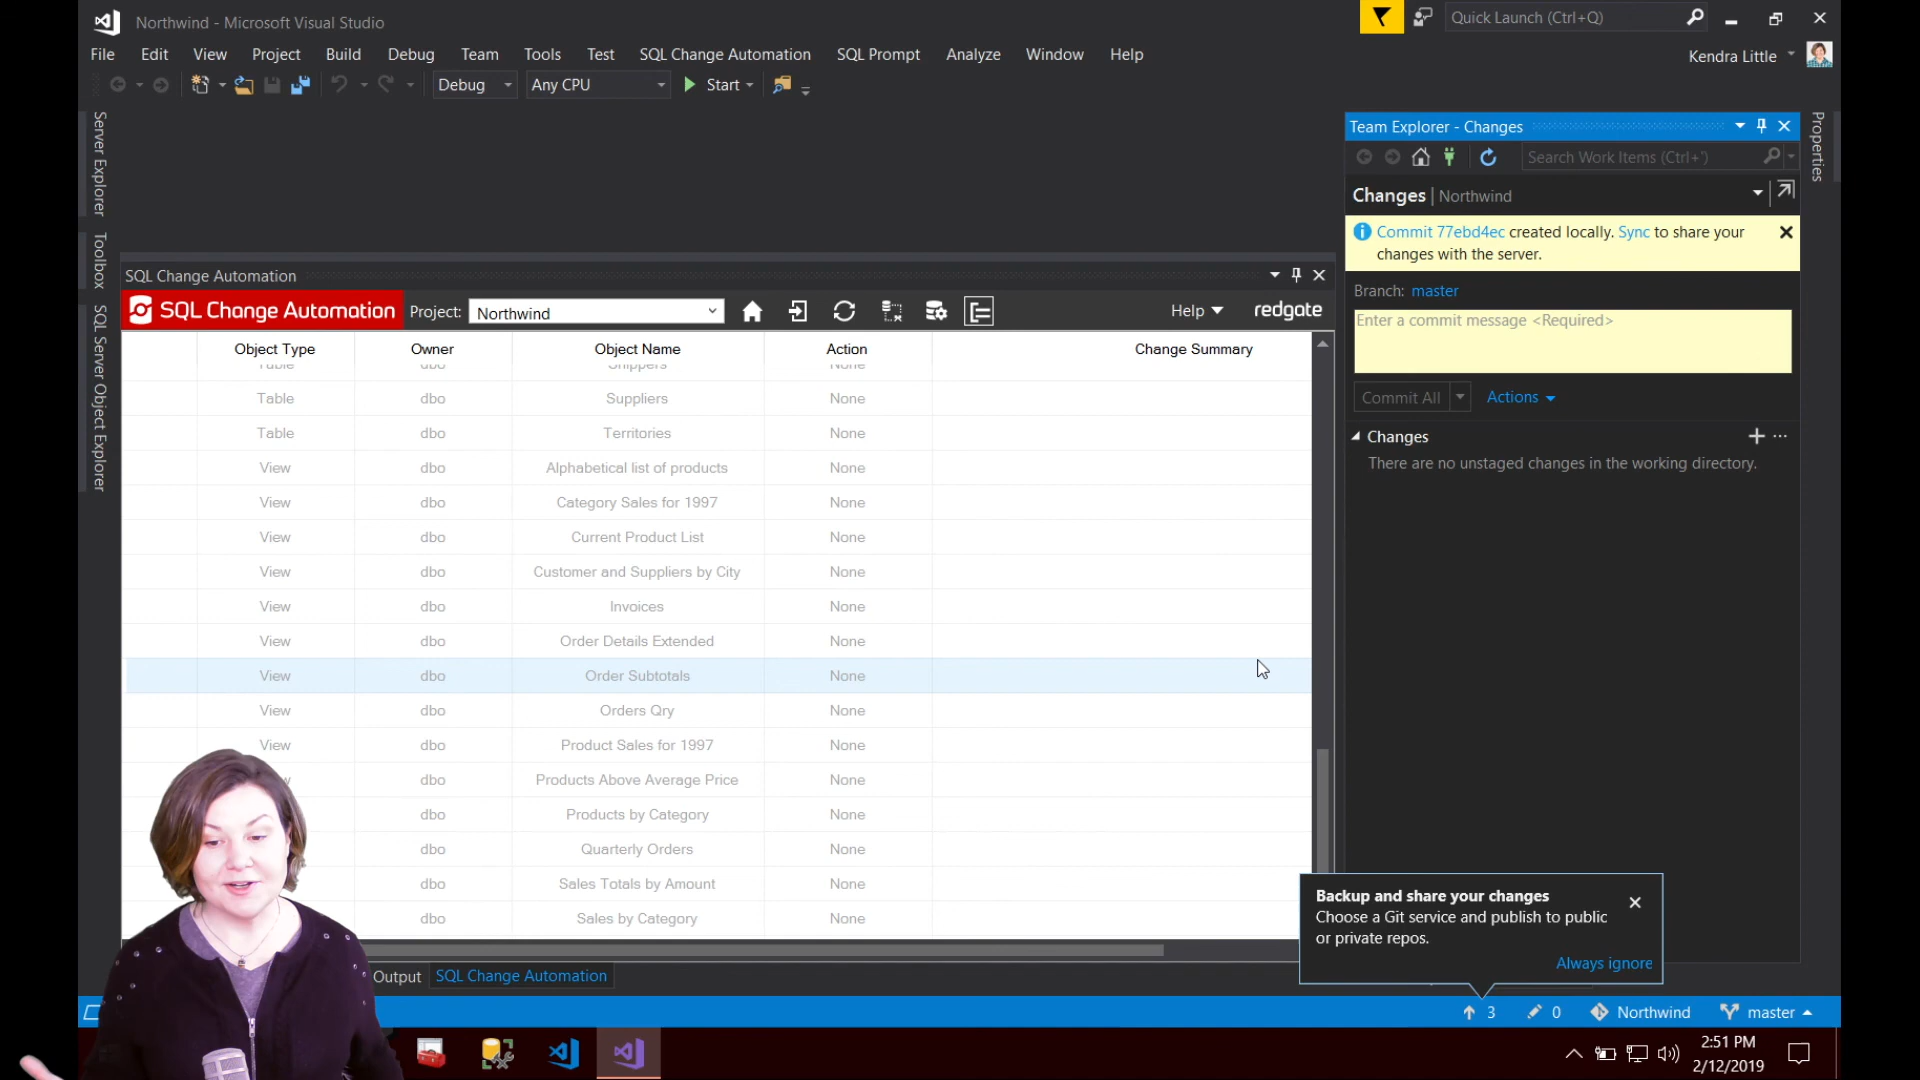 Northwind - Microsoft Visual Studio
Quick Launch (Ctrl+Q)
File Edit View Project Build Debug Team Tools Test SQL Change Automation SQL Prompt Analyze Window Help
Kendra Little
Debug Any CPU Start
Server Explorer
Toolbox
SQL Server Object Explorer
SQL Change Automation
SQL Change Automation Project: Northwind Help redgate
Object Type Owner Object Name Action Change Summary
Table dbo Shippers None
Table dbo Suppliers None
Table dbo Territories None
View dbo Alphabetical list of products None
View dbo Category Sales for 1997 None
View dbo Current Product List None
View dbo Customer and Suppliers by City None
View dbo Invoices None
View dbo Order Details Extended None
View dbo Order Subtotals None
View dbo Orders Qry None
View dbo Product Sales for 1997 None
dbo Products Above Average Price None
dbo Products by Category None
dbo Quarterly Orders None
dbo Sales Totals by Amount None
dbo Sales by Category None
Output SQL Change Automation
Team Explorer - Changes
Search Work Items (Ctrl+')
Changes | Northwind
Commit 77ebd4ec created locally. Sync to share your
changes with the server.
Branch: master
Enter a commit message <Required>
Commit All Actions
Changes
There are no unstaged changes in the working directory.
Properties
Backup and share your changes
Choose a Git service and publish to public
or private repos.
Always ignore
3 0 Northwind master
2:51 PM
2/12/2019